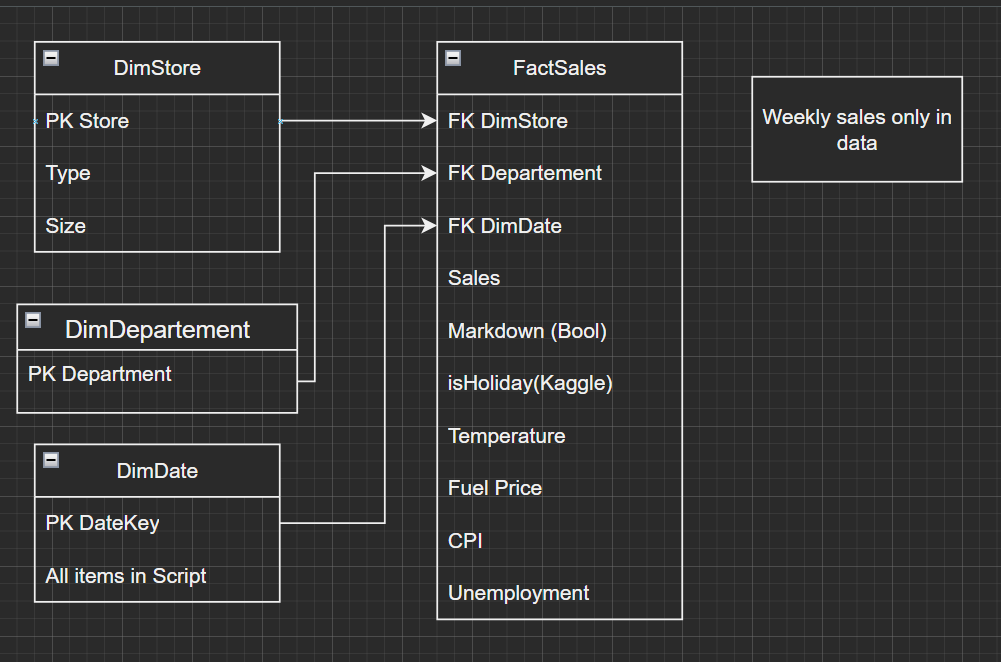 DimStore
PK Store
Type
Size
DimDepartement
PK Department
DimDate
PK DateKey
All items in Script
FactSales
FK DimStore
FK Departement
FK DimDate
Sales
Markdown (Bool)
isHoliday(Kaggle)
Temperature
Fuel Price
CPI
Unemployment
Weekly sales only in
data